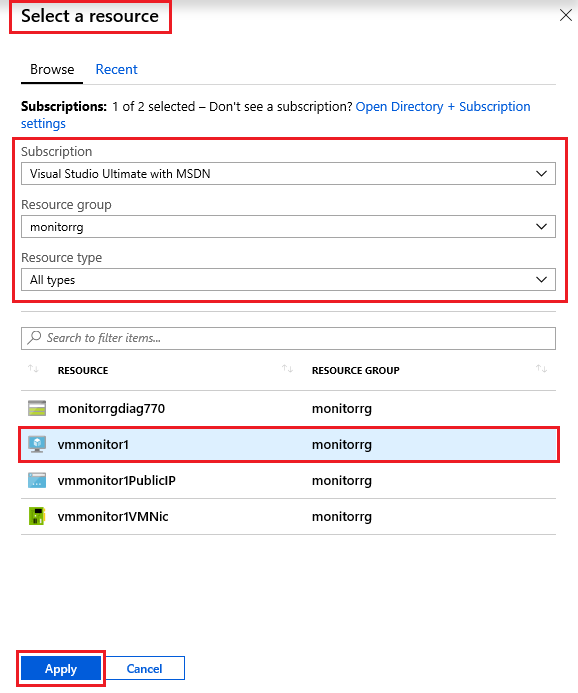 Select a resource
Browse Recent
Subscriptions: 1 of 2 selected – Don't see a subscription? Open Directory + Subscription
settings
Subscription
Visual Studio Ultimate with MSDN
Resource group
monitorrg
Resource type
All types
Search to filter items...
RESOURCE RESOURCE GROUP
monitorrgdiag770 monitorrg
vmmonitor1 monitorrg
vmmonitor1PublicIP monitorrg
vmmonitor1VMNic monitorrg
Apply Cancel